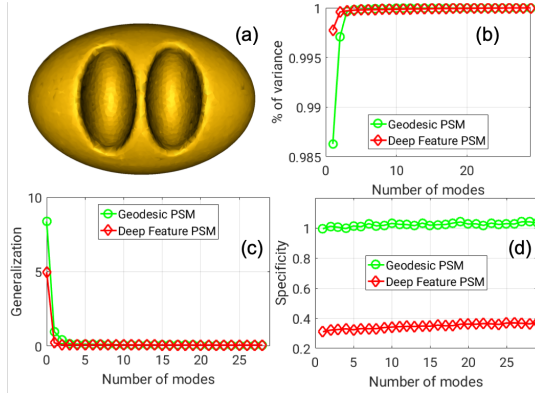 (a)
(b)
1
0.995
0.99
0.985
% of variance
Geodesic PSM
Deep Feature PSM
10
20
Number of modes
10
5
0
Generalization
Geodesic PSM
Deep Feature PSM
(c)
0
5
10
15
20
25
Number of modes
1
0.8
0.6
0.4
0.2
Specificity
Geodesic PSM
Deep Feature PSM
(d)
0
5
10
15
20
25
Number of modes